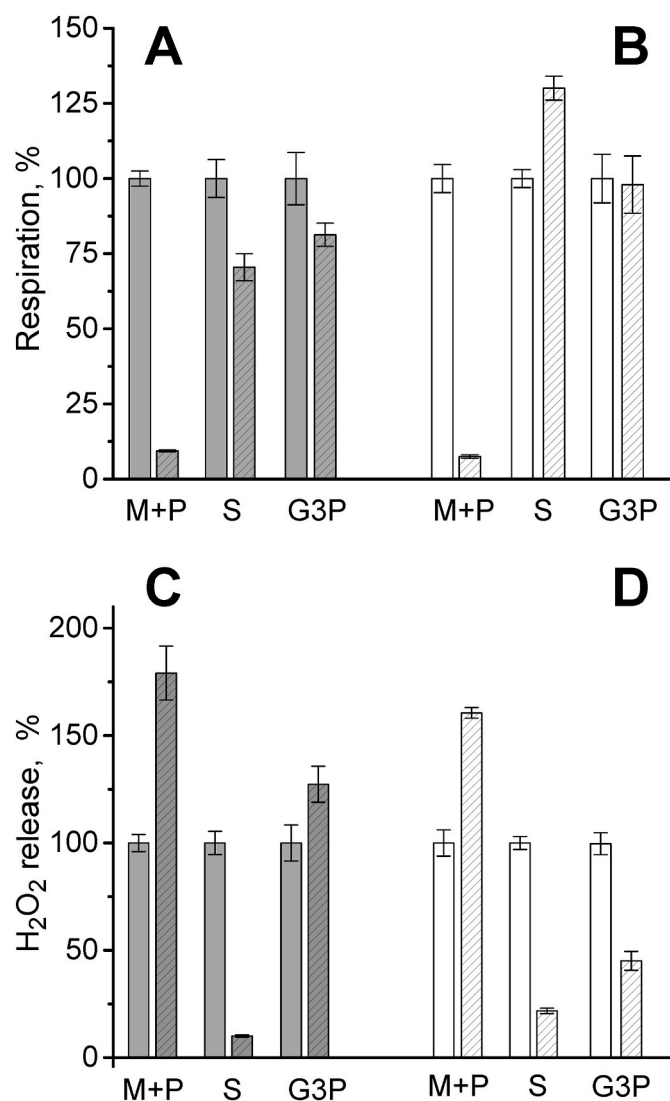 A
B
Respiration, %
150
125
100
75
50
25
0
M+P S G3P M+P S G3P
C
D
H₂O₂ release, %
200
150
100
50
0
M+P S G3P M+P S G3P